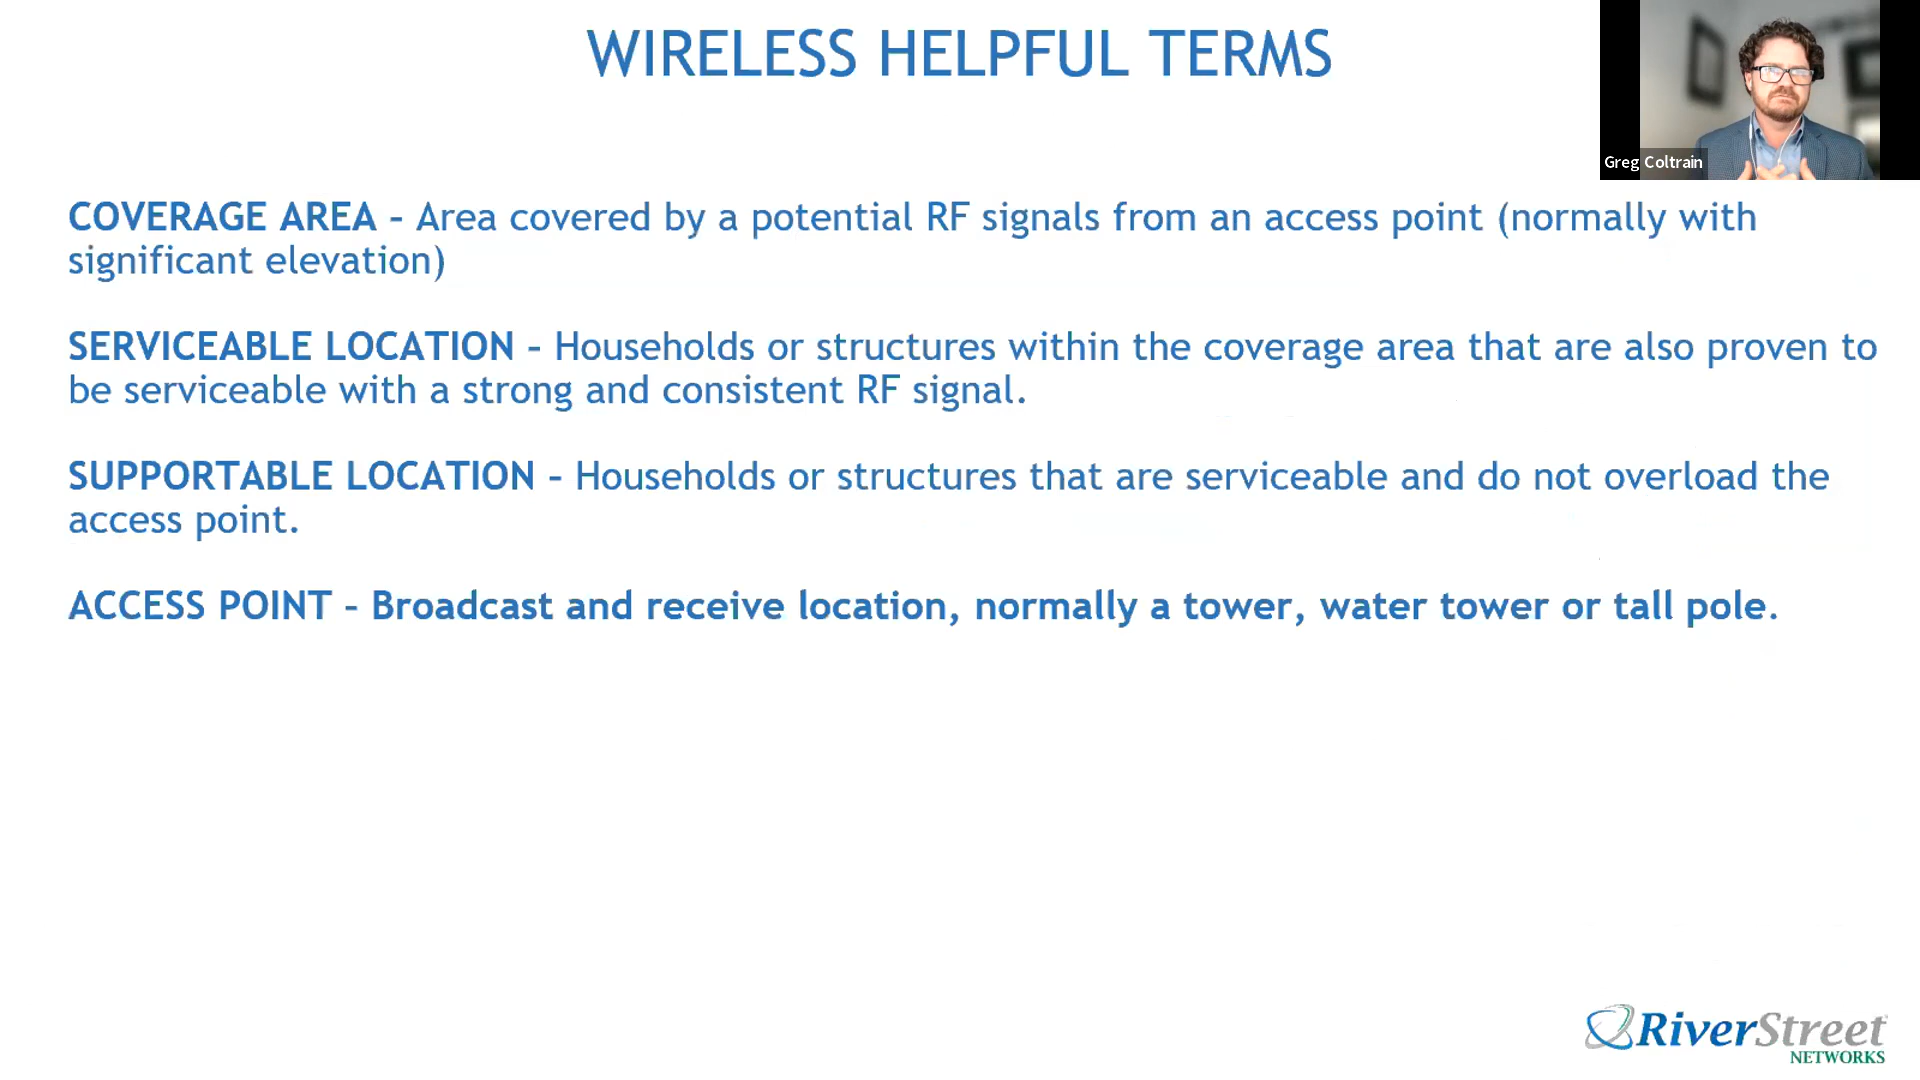 WIRELESS HELPFUL TERMS
Greg Coltrain
COVERAGE AREA – Area covered by a potential RF signals from an access point (normally with
significant elevation)
SERVICEABLE LOCATION – Households or structures within the coverage area that are also proven to
be serviceable with a strong and consistent RF signal.
SUPPORTABLE LOCATION – Households or structures that are serviceable and do not overload the
access point.
ACCESS POINT – Broadcast and receive location, normally a tower, water tower or tall pole.
RiverStreet
NETWORKS